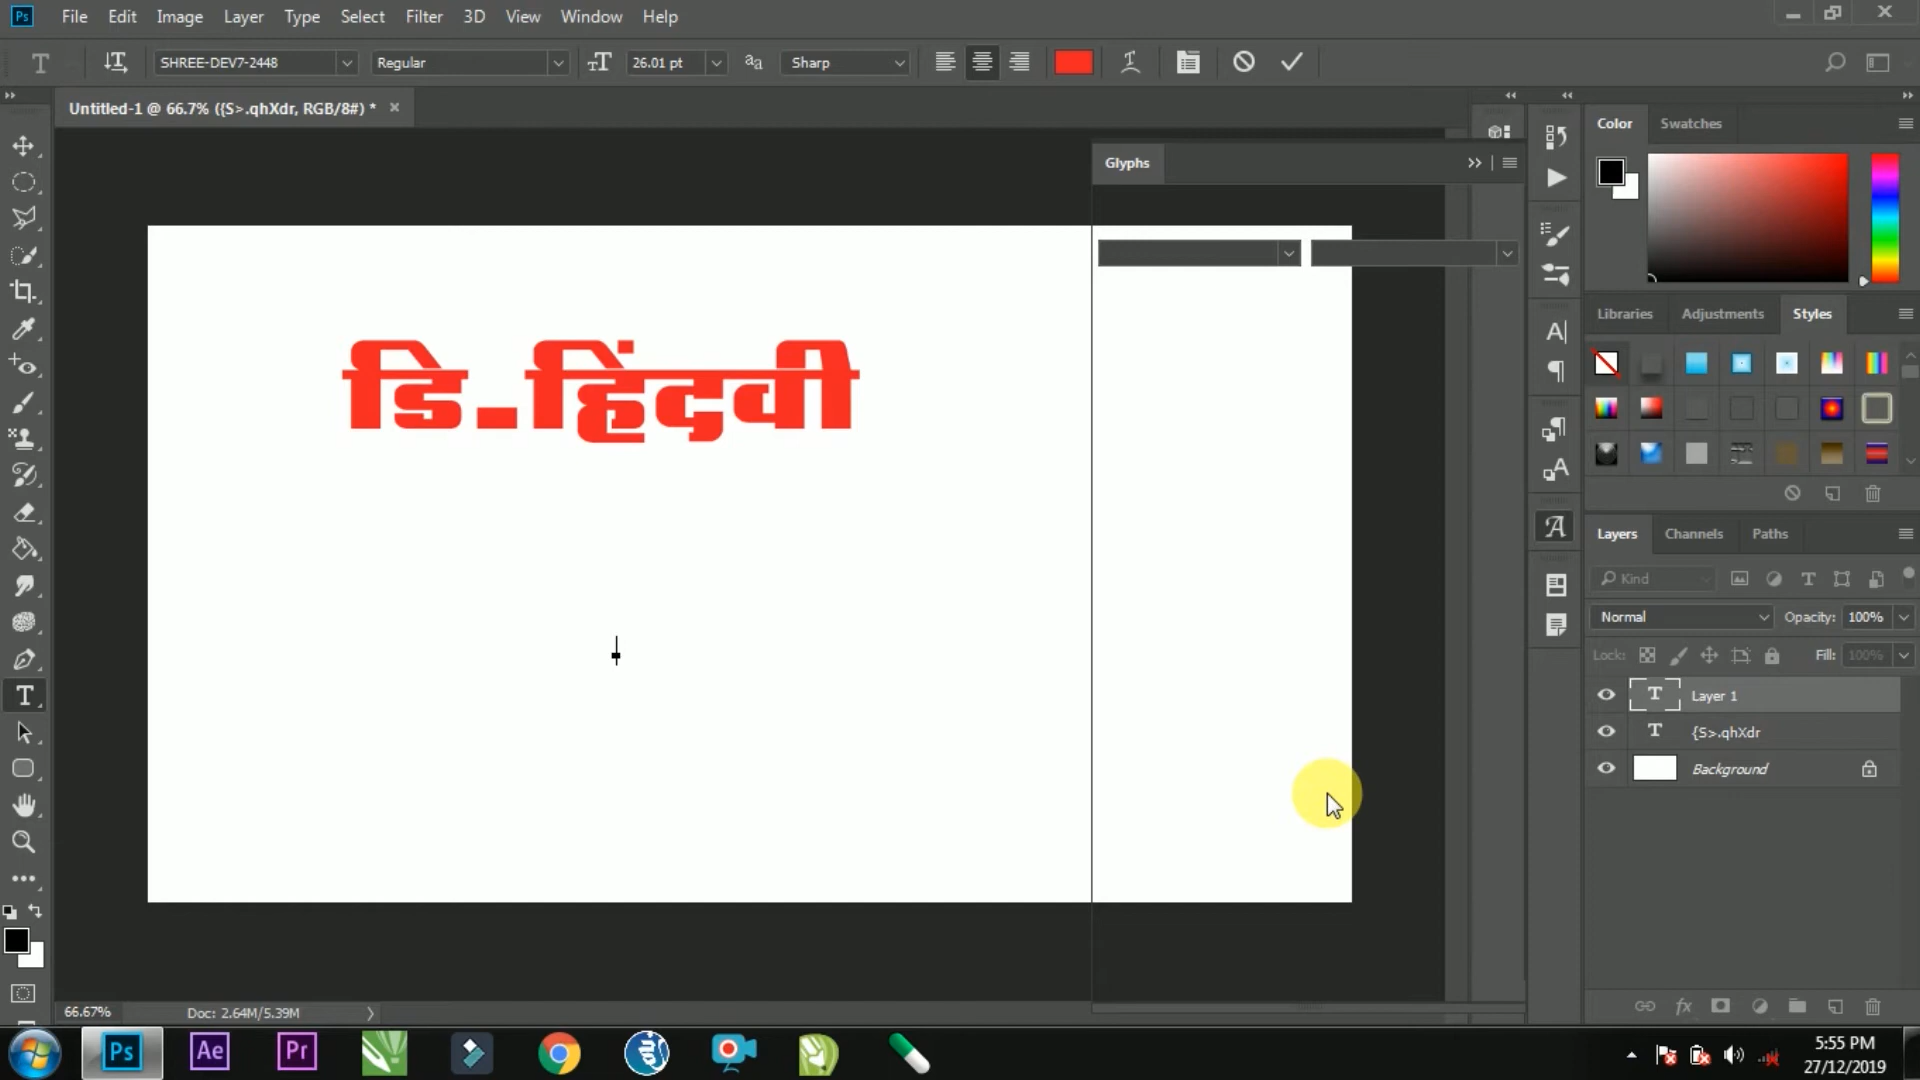 File Edit Image Layer Type Select Filter 3D View Window Help
SHREE-DEV7-2448 Regular 26.01 pt Sharp
Untitled-1 @ 66.7% ({S>.qhXdr, RGB/8#) *
Glyphs
Color Swatches
डि.हिंदवी
Libraries Adjustments Styles
Layers Channels Paths
Kind
Normal Opacity: 100%
Lock: Fill: 100%
Layer 1
{S>.qhXdr
Background
66.67% Doc: 2.64M/5.39M
Ps Ae Pr
5:55 PM
27/12/2019